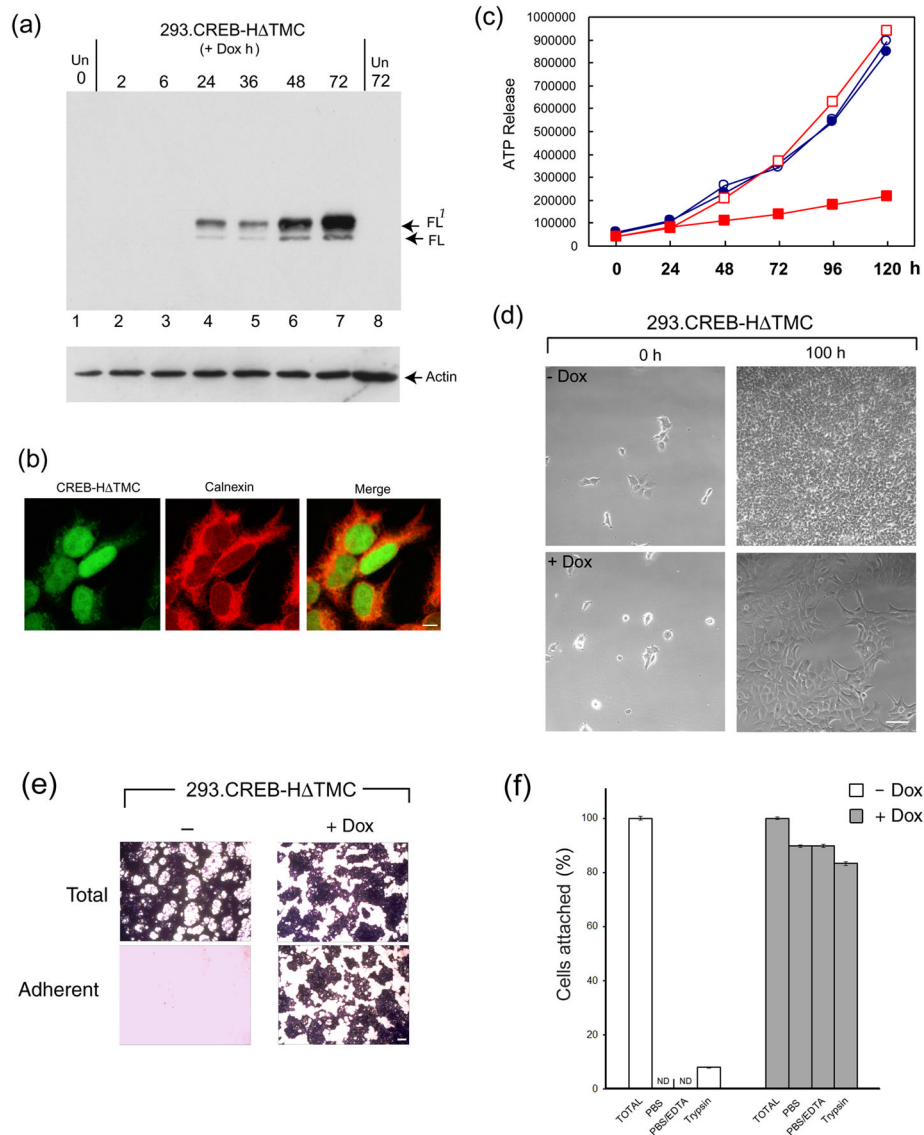 (a)
293.CREB-HΔTMC
(+ Dox h)
Un
0 2 6 24 36 48 72 Un
72
FL1
FL
1 2 3 4 5 6 7 8
Actin
(b)
CREB-HΔTMC Calnexin Merge
(c)
ATP Release
1000000
900000
800000
700000
600000
500000
400000
300000
200000
100000
0
0 24 48 72 96 120 h
(d)
293.CREB-HΔTMC
0 h 100 h
- Dox
+ Dox
(e)
293.CREB-HΔTMC
– + Dox
Total
Adherent
(f)
– Dox
+ Dox
Cells attached (%)
100
80
60
40
20
0
ND ND
TOTAL PBS PBS/EDTA Trypsin TOTAL PBS PBS/EDTA Trypsin